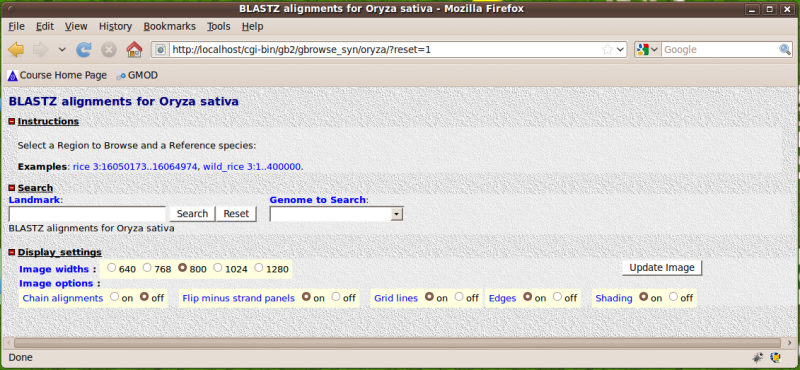 BLASTZ alignments for Oryza sativa - Mozilla Firefox
File Edit View History Bookmarks Tools Help
http://localhost/cgi-bin/gb2/gbrowse_syn/oryza/?reset=1 Google
Course Home Page GMOD
BLASTZ alignments for Oryza sativa
Instructions
Select a Region to Browse and a Reference species:
Examples: rice 3:16050173..16064974, wild_rice 3:1..400000.
Search
Landmark: Genome to Search:
Search Reset
BLASTZ alignments for Oryza sativa
Display_settings
Image widths : 640 768 800 1024 1280 Update Image
Image options :
Chain alignments on off Flip minus strand panels on off Grid lines on off Edges on off Shading on off
Done